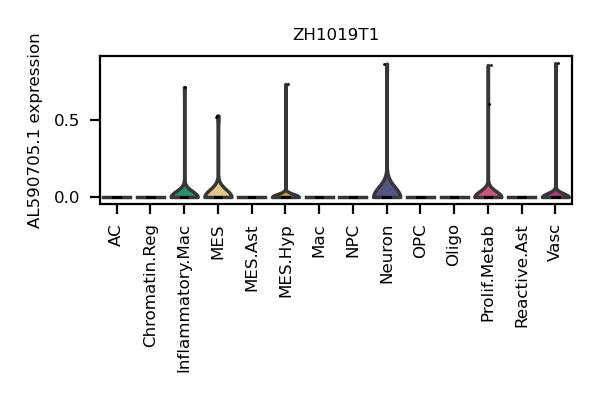 ZH1019T1
AL590705.1 expression
0.5
0.0
AC
Chromatin.Reg
Inflammatory.Mac
MES
MES.Ast
MES.Hyp
Mac
NPC
Neuron
OPC
Oligo
Prolif.Metab
Reactive.Ast
Vasc